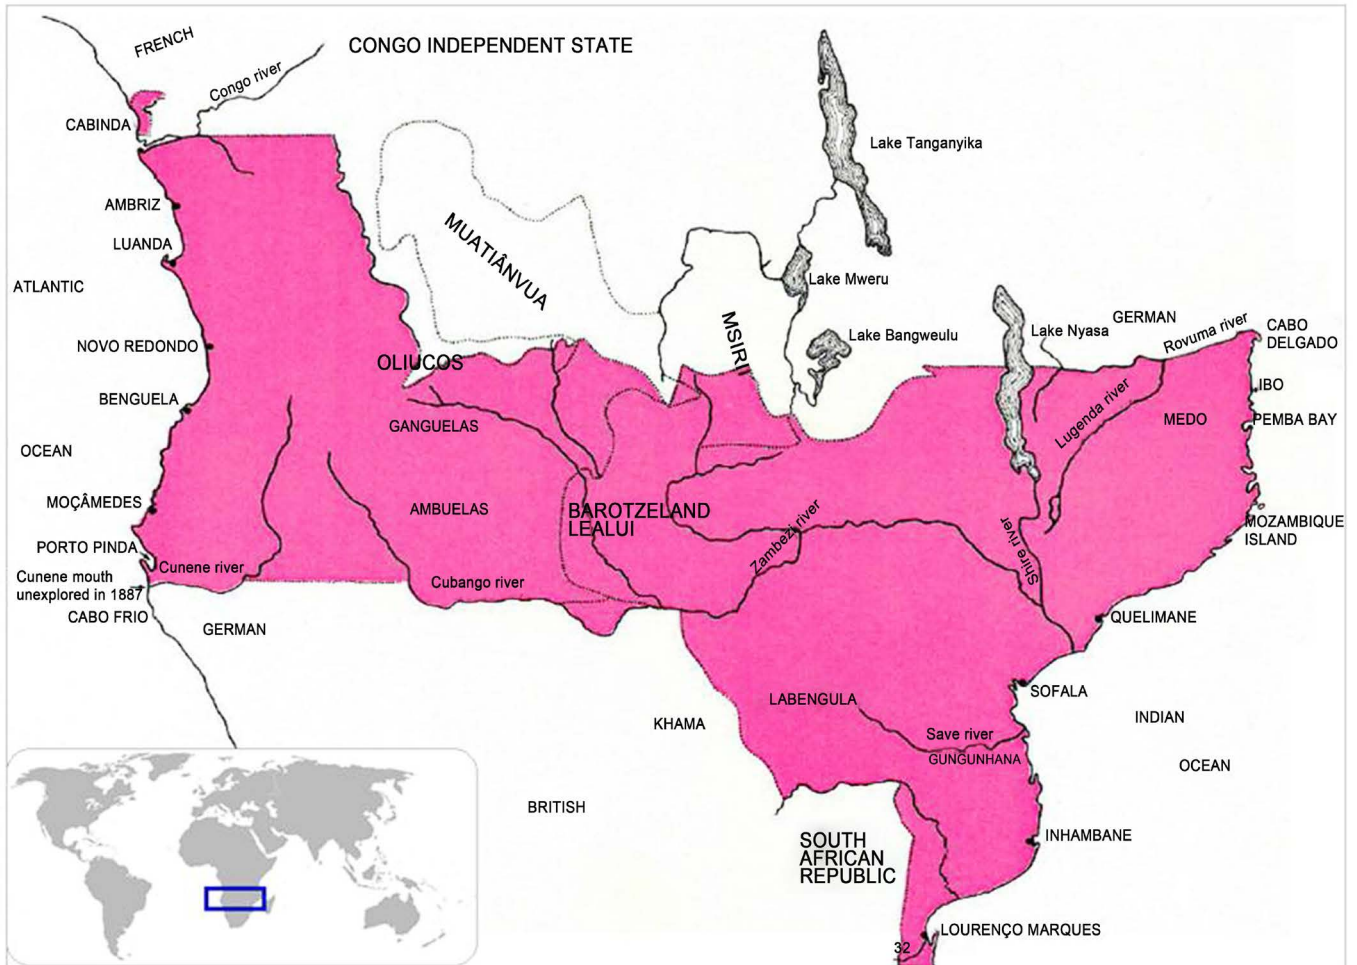 FRENCH
CONGO INDEPENDENT STATE
Congo river
CABINDA
Lake Tanganyika
AMBRIZ
LUANDA
MUATIÂNVUA
ATLANTIC
Lake Mweru
MSIRII
NOVO REDONDO
OLIUCOS
Lake Bangweulu
Lake Nyasa
GERMAN
Rovuma river
CABO
DELGADO
IBO
BENGUELA
GANGUELAS
Lugenda river
MEDO
PEMBA BAY
OCEAN
MOÇÂMEDES
AMBUELAS
BAROTZELAND
LEALUI
Zambezi river
Shire river
MOZAMBIQUE
ISLAND
PORTO PINDA
Cunene river
Cubango river
Cunene mouth
unexplored in 1887
CABO FRIO
GERMAN
QUELIMANE
LABENGULA
SOFALA
KHAMA
Save river
GUNGUNHANA
INDIAN
OCEAN
BRITISH
SOUTH
AFRICAN
REPUBLIC
INHAMBANE
LOURENÇO MARQUES
32